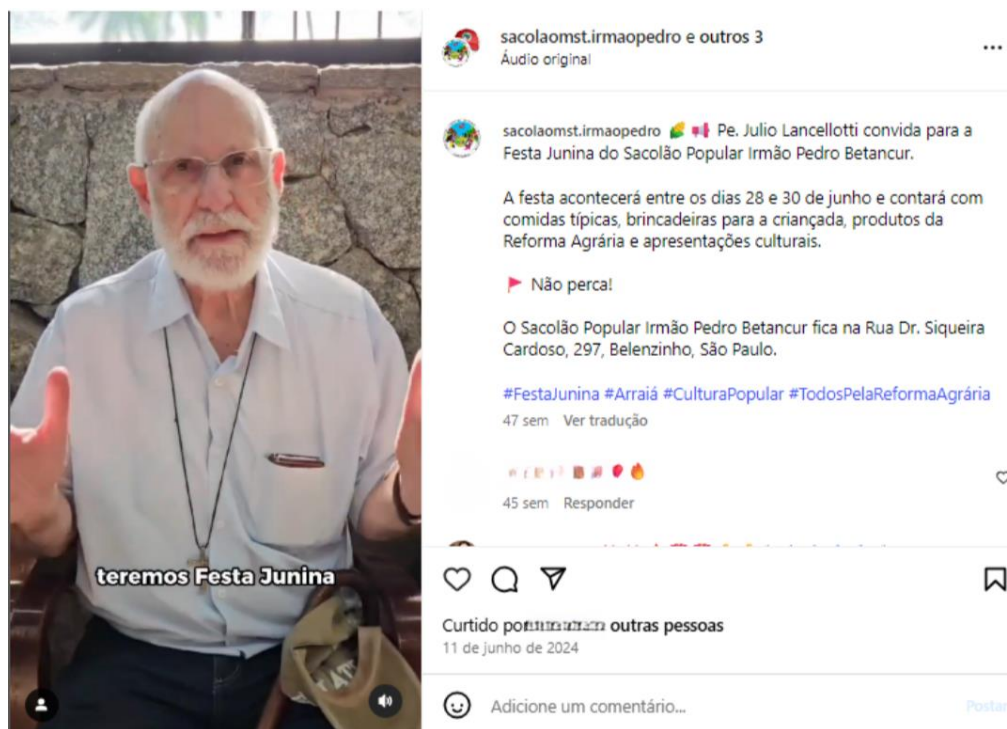 sacolaomst.irmaopedro e outros 3
Áudio original
sacolaomst.irmaopedro Pe. Julio Lancellotti convida para a
Festa Junina do Sacolão Popular Irmão Pedro Betancur.
A festa acontecerá entre os dias 28 e 30 de junho e contará com
comidas típicas, brincadeiras para a criançada, produtos da
Reforma Agrária e apresentações culturais.
Não perca!
O Sacolão Popular Irmão Pedro Betancur fica na Rua Dr. Siqueira
Cardoso, 297, Belenzinho, São Paulo.
#FestaJunina #Arraiá #CulturaPopular #TodosPelaReformaAgrária
47 sem Ver tradução
45 sem Responder
teremos Festa Junina
Curtido por outras pessoas
11 de junho de 2024
Adicione um comentário...
Postar